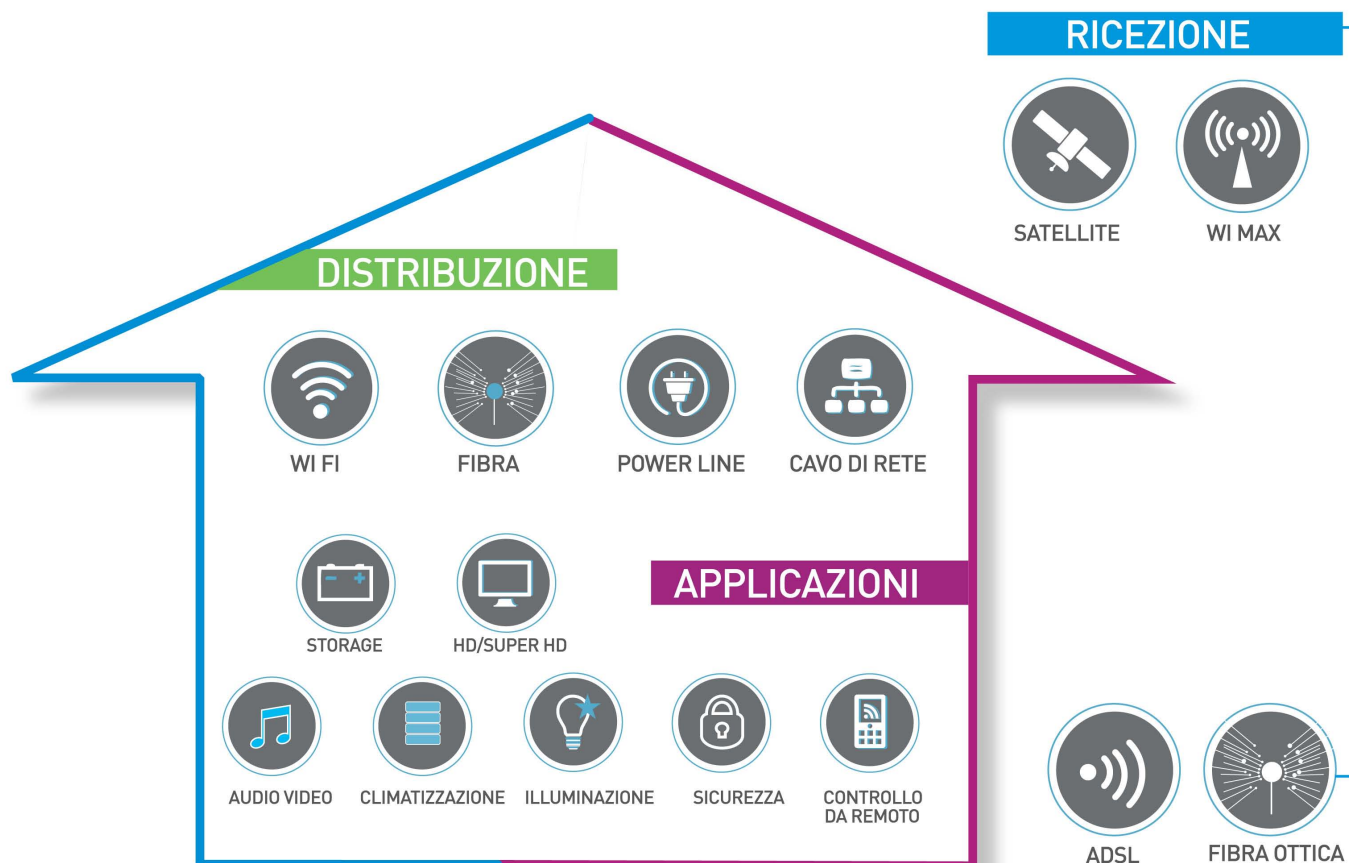 RICEZIONE
SATELLITE
WI MAX
DISTRIBUZIONE
WI FI
FIBRA
POWER LINE
CAVO DI RETE
APPLICAZIONI
STORAGE
HD/SUPER HD
AUDIO VIDEO
CLIMATIZZAZIONE
ILLUMINAZIONE
SICUREZZA
CONTROLLO
DA REMOTO
ADSL
FIBRA OTTICA